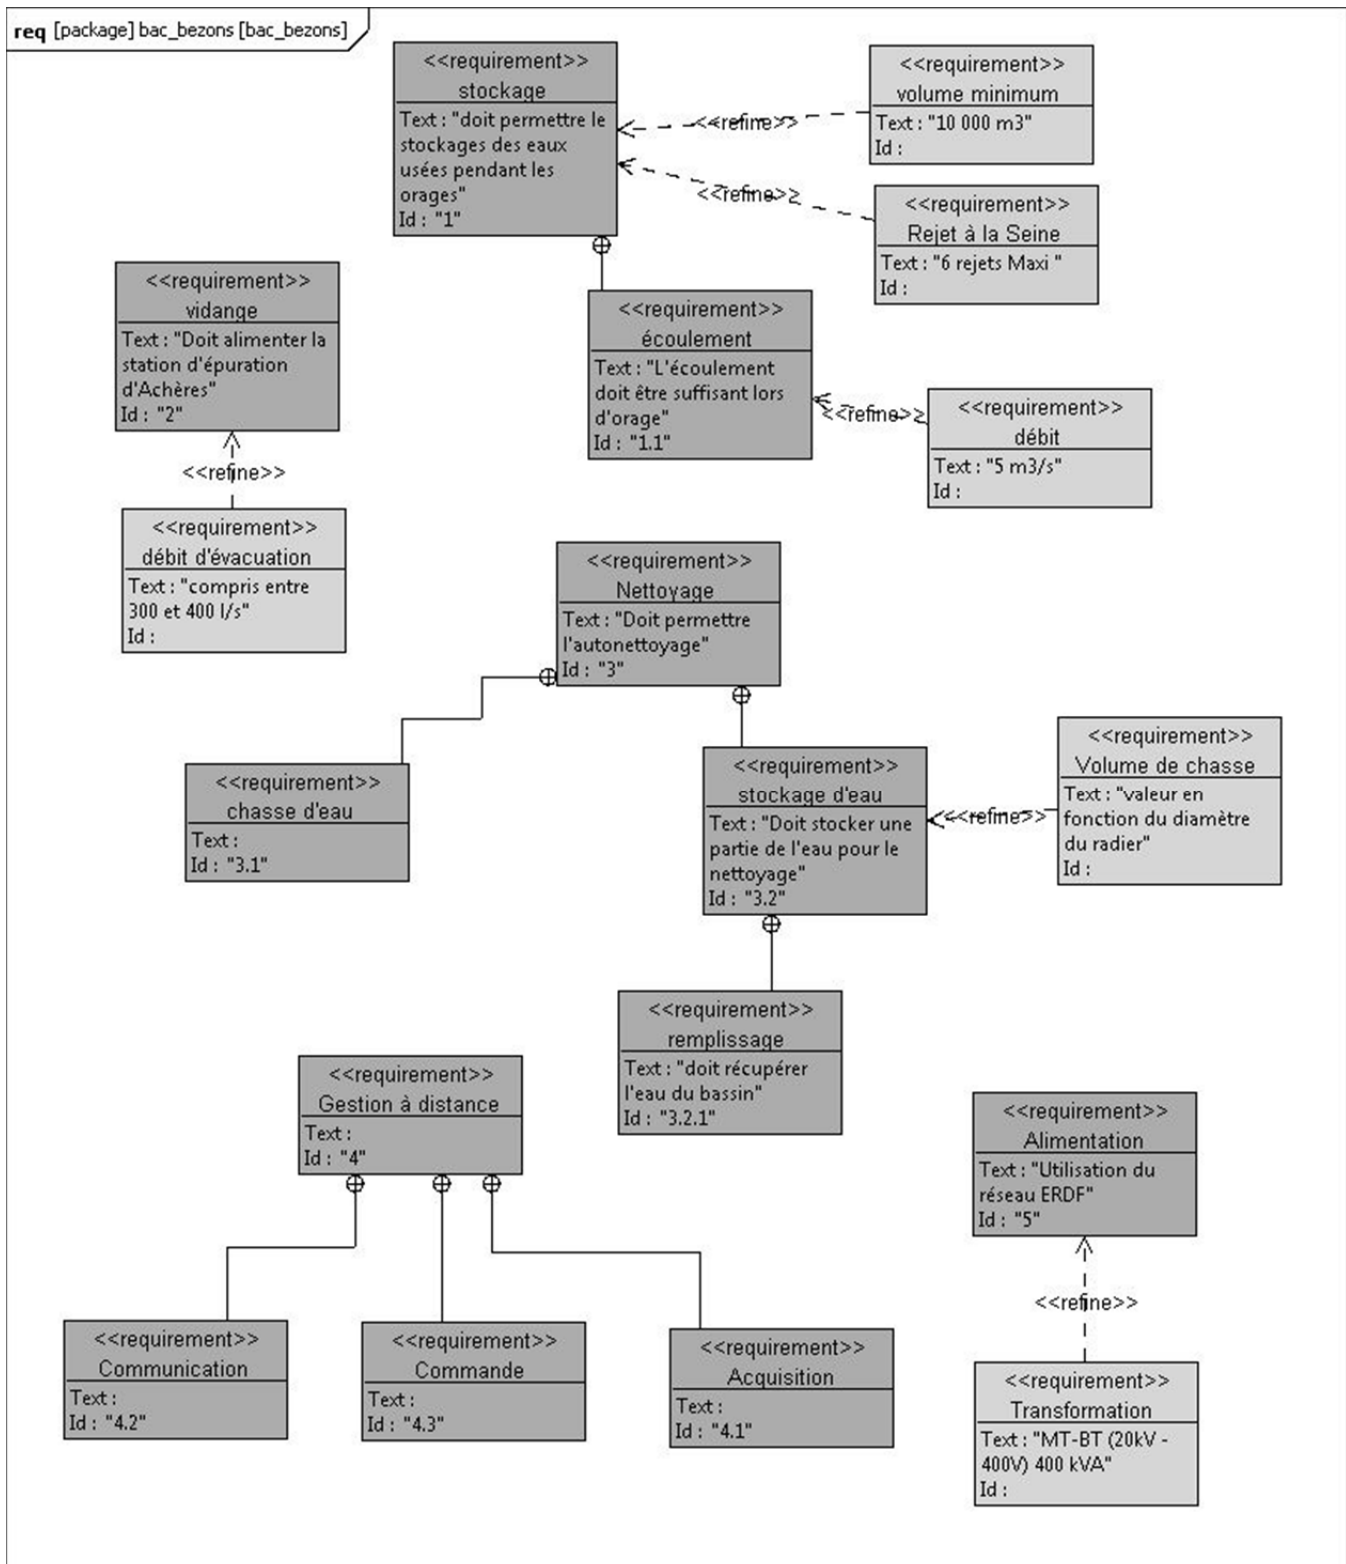 req [package] bac_bezons [bac_bezons]
<<requirement>>
stockage
Text : "doit permettre le
stockages des eaux
usées pendant les
orages"
Id : "1"
<<refine>>
<<requirement>>
volume minimum
Text : "10 000 m3"
Id :
<<refine>>
<<requirement>>
Rejet à la Seine
Text : "6 rejets Maxi "
Id :
<<requirement>>
vidange
Text : "Doit alimenter la
station d'épuration
d'Achères"
Id : "2"
<<refine>>
<<requirement>>
débit d'évacuation
Text : "compris entre
300 et 400 l/s"
Id :
<<requirement>>
écoulement
Text : "L'écoulement
doit être suffisant lors
d'orage"
Id : "1.1"
<<refine>>
<<requirement>>
débit
Text : "5 m3/s"
Id :
<<requirement>>
Nettoyage
Text : "Doit permettre
l'autonettoyage"
Id : "3"
<<requirement>>
chasse d'eau
Text :
Id : "3.1"
<<requirement>>
stockage d'eau
Text : "Doit stocker une
partie de l'eau pour le
nettoyage"
Id : "3.2"
<<refine>>
<<requirement>>
Volume de chasse
Text : "valeur en
fonction du diamètre
du radier"
Id :
<<requirement>>
remplissage
Text : "doit récupérer
l'eau du bassin"
Id : "3.2.1"
<<requirement>>
Gestion à distance
Text :
Id : "4"
<<requirement>>
Communication
Text :
Id : "4.2"
<<requirement>>
Commande
Text :
Id : "4.3"
<<requirement>>
Acquisition
Text :
Id : "4.1"
<<requirement>>
Alimentation
Text : "Utilisation du
réseau ERDF"
Id : "5"
<<refine>>
<<requirement>>
Transformation
Text : "MT-BT (20kV -
400V) 400 kVA"
Id :